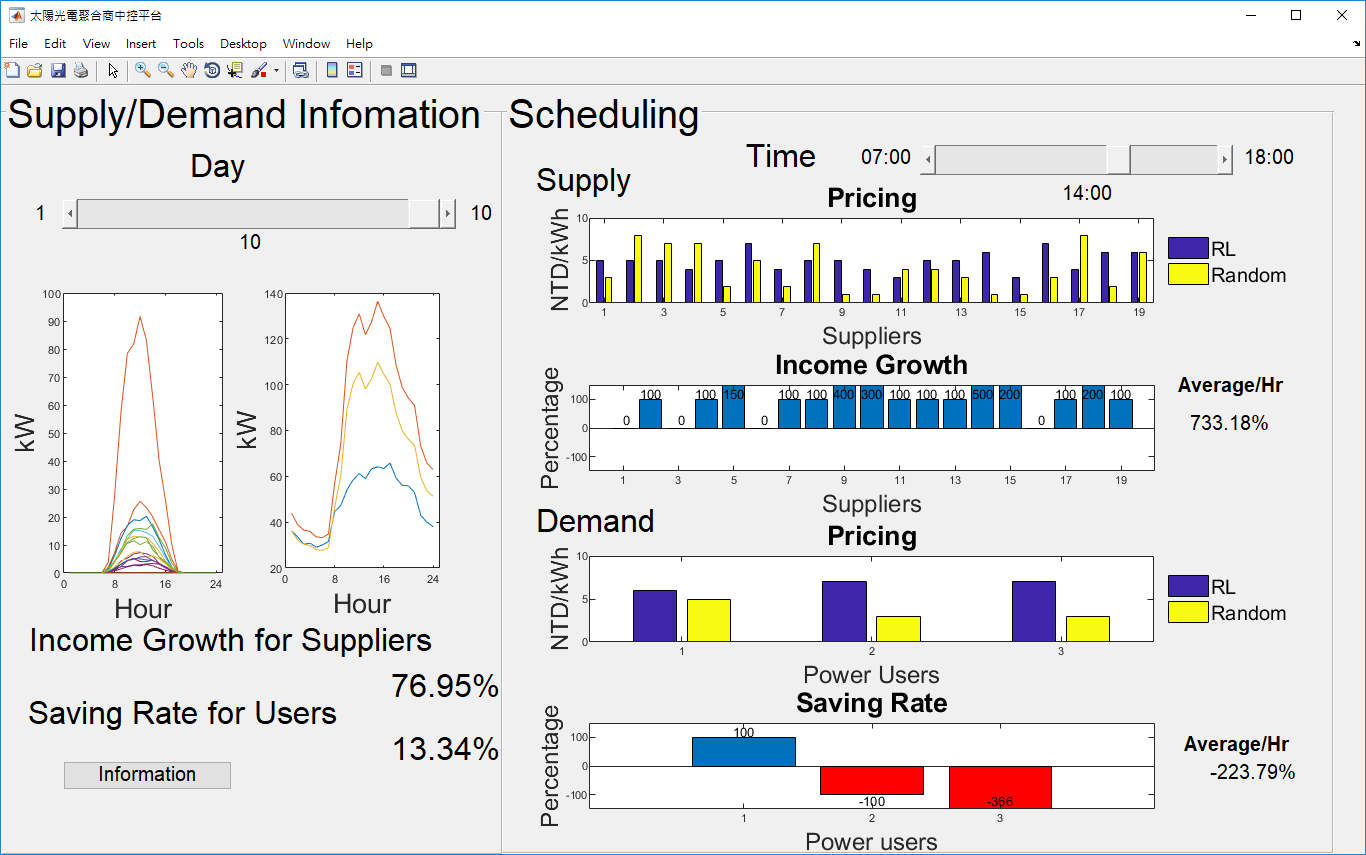 太陽光電聚合商中控平台
File Edit View Insert Tools Desktop Window Help
Supply/Demand Infomation
Day
1 10
10
kW
100
90
80
70
60
50
40
30
20
10
0
0 8 16 24
Hour
kW
140
120
100
80
60
40
20
0 8 16 24
Hour
Income Growth for Suppliers
76.95%
Saving Rate for Users
13.34%
Information
Scheduling
Time 07:00 18:00
14:00
Supply
Pricing
NTD/kWh
10
5
0
1 3 5 7 9 11 13 15 17 19
Suppliers
RL
Random
Income Growth
Percentage
100
0
-100
0 100 0 100 150 0 100 100 400 300 100 100 100 500 200 0 100 200 100
1 3 5 7 9 11 13 15 17 19
Suppliers
Average/Hr
733.18%
Demand
Pricing
NTD/kWh
10
5
0
1 2 3
Power Users
RL
Random
Saving Rate
Percentage
100
0
-100
100 -100 -366
1 2 3
Power users
Average/Hr
-223.79%